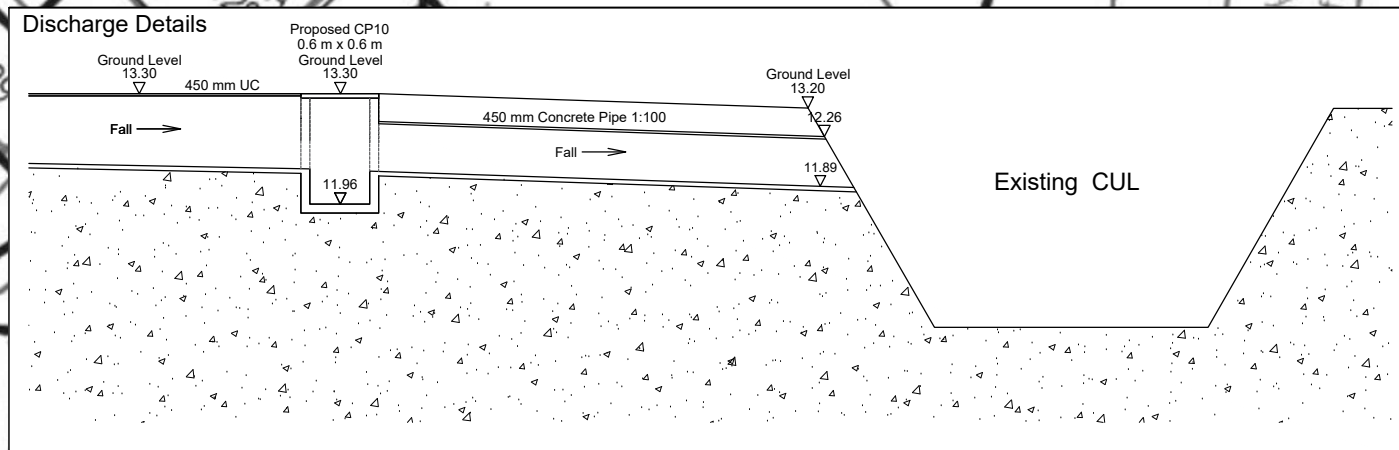 Discharge Details
Proposed CP10
0.6 m x 0.6 m
Ground Level
13.30
Ground Level
13.30
450 mm UC
Ground Level
13.20
450 mm Concrete Pipe 1:100
12.26
Fall
Fall
11.89
11.96
Existing CUL